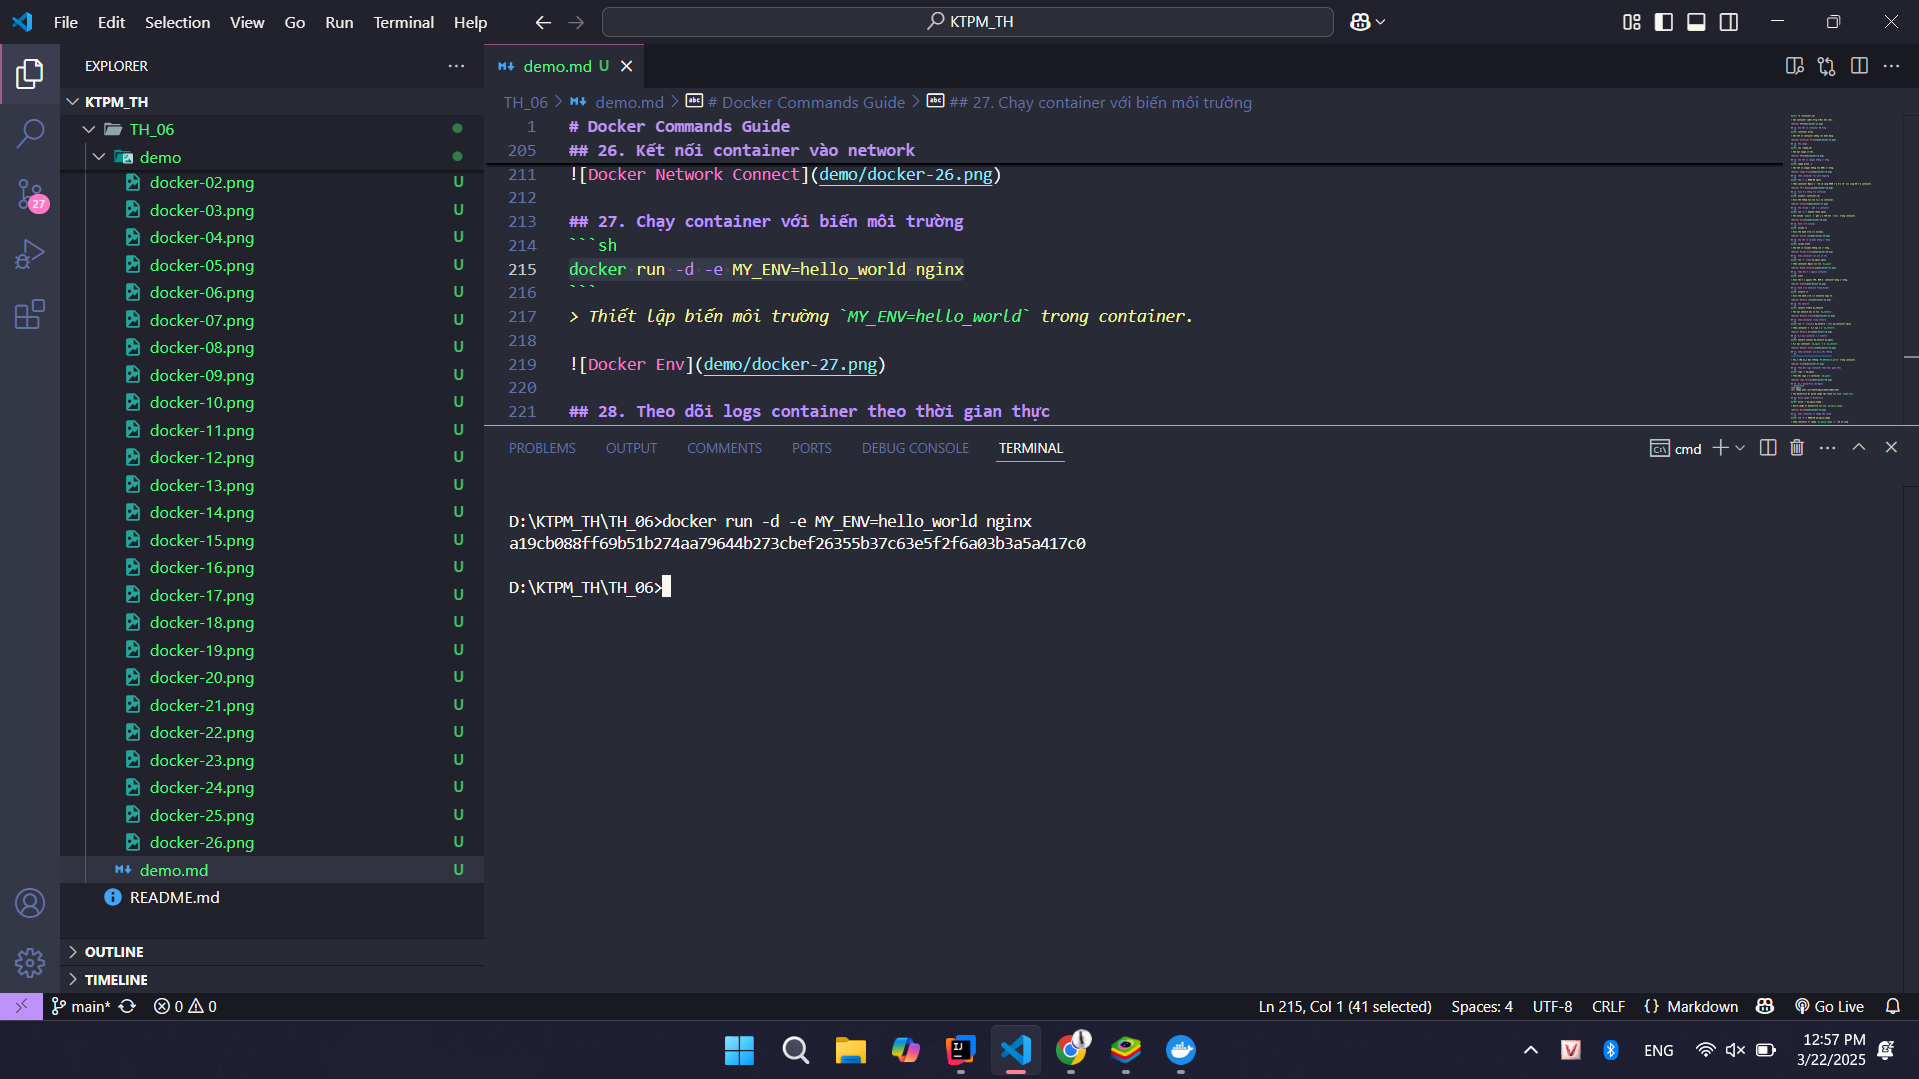 File Edit Selection View Go Run Terminal Help
KTPM_TH
EXPLORER
KTPM_TH
TH_06
demo
docker-02.png U
docker-03.png U
docker-04.png U
docker-05.png U
docker-06.png U
docker-07.png U
docker-08.png U
docker-09.png U
docker-10.png U
docker-11.png U
docker-12.png U
docker-13.png U
docker-14.png U
docker-15.png U
docker-16.png U
docker-17.png U
docker-18.png U
docker-19.png U
docker-20.png U
docker-21.png U
docker-22.png U
docker-23.png U
docker-24.png U
docker-25.png U
docker-26.png U
demo.md U
README.md
OUTLINE
TIMELINE
27
demo.md U
TH_06 > demo.md > # Docker Commands Guide > ## 27. Chạy container với biến môi trường
1 # Docker Commands Guide
205 ## 26. Kết nối container vào network
211 ![Docker Network Connect](demo/docker-26.png)
212
213 ## 27. Chạy container với biến môi trường
214 ```sh
215 docker run -d -e MY_ENV=hello_world nginx
216 ```
217 > Thiết lập biến môi trường `MY_ENV=hello_world` trong container.
218
219 ![Docker Env](demo/docker-27.png)
220
221 ## 28. Theo dõi logs container theo thời gian thực
PROBLEMS OUTPUT COMMENTS PORTS DEBUG CONSOLE TERMINAL
cmd
D:\KTPM_TH\TH_06>docker run -d -e MY_ENV=hello_world nginx
a19cb088ff69b51b274aa79644b273cbef26355b37c63e5f2f6a03b3a5a417c0
D:\KTPM_TH\TH_06>
main* 0 0
Ln 215, Col 1 (41 selected) Spaces: 4 UTF-8 CRLF {} Markdown Go Live
ENG
12:57 PM
3/22/2025